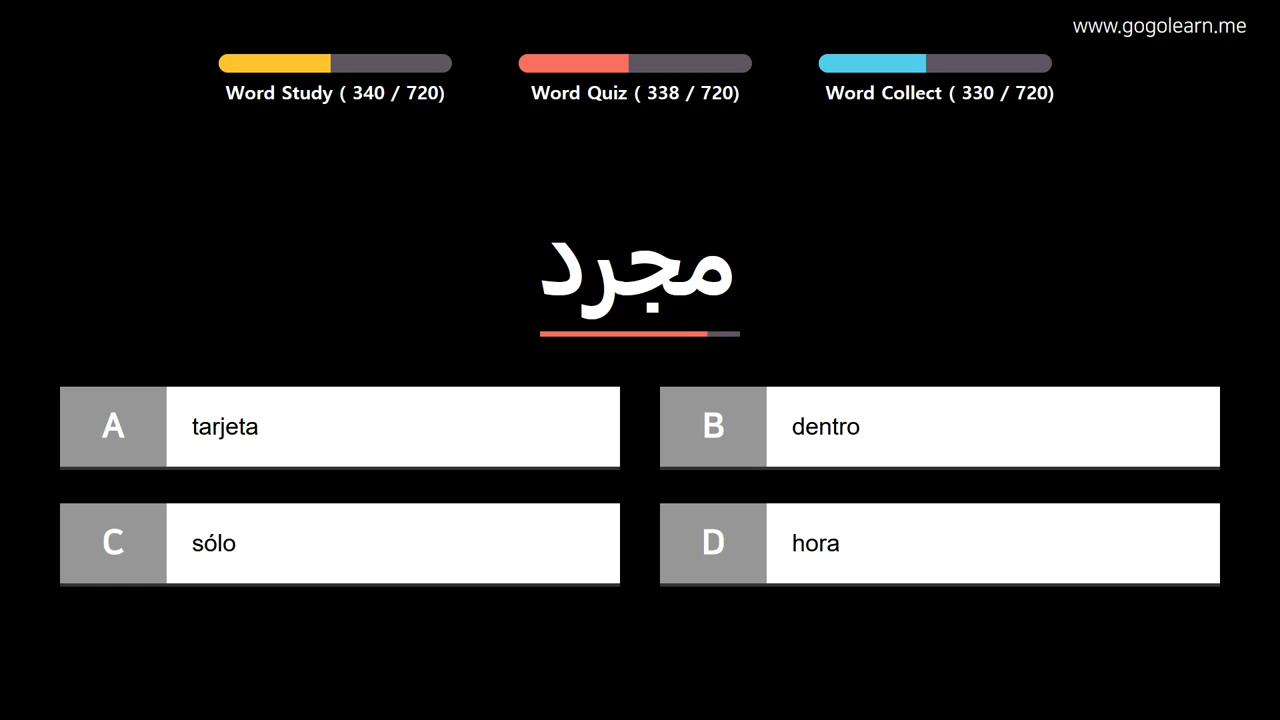 www.gogolearn.me
Word Study ( 340 / 720)
Word Quiz ( 338 / 720)
Word Collect ( 330 / 720)
مجرد
A tarjeta
B dentro
C sólo
D hora